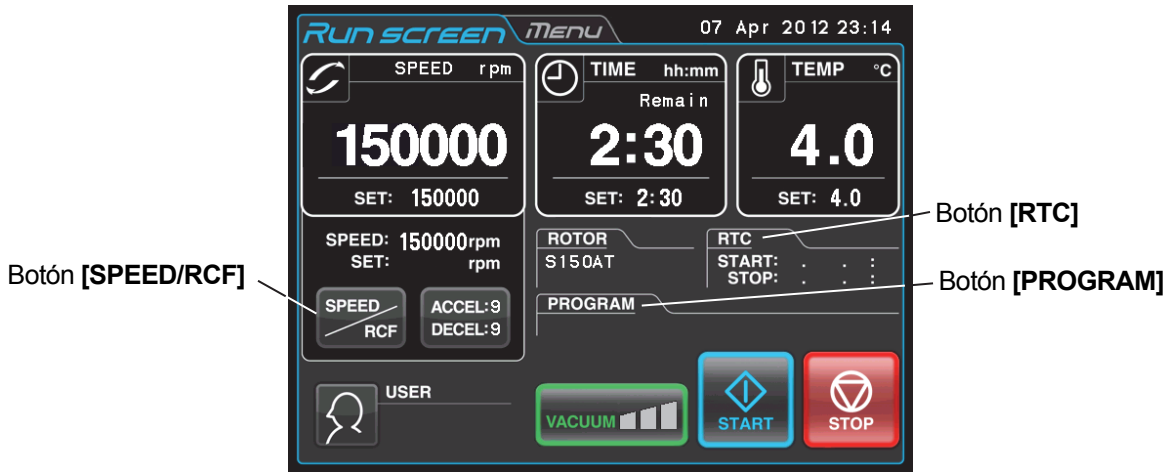 Run screen
Menu
07 Apr 2012 23:14
SPEED rpm
150000
SET: 150000
TIME hh:mm
Remain
2:30
SET: 2:30
TEMP °C
4.0
SET: 4.0
SPEED: 150000rpm
SET: rpm
SPEED
RCF
ACCEL:9
DECEL:9
ROTOR
S150AT
RTC
START: . . :
STOP: . . :
PROGRAM
USER
VACUUM
START
STOP
Botón [SPEED/RCF]
Botón [RTC]
Botón [PROGRAM]